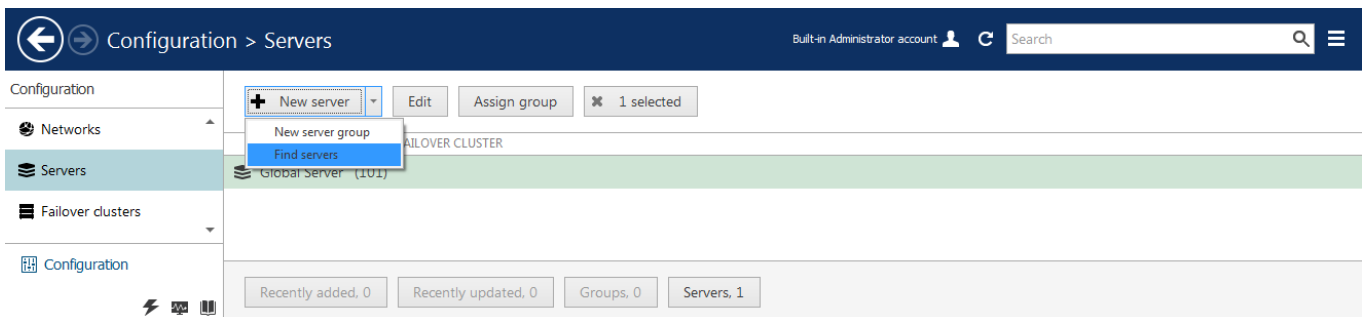 Configuration > Servers
Built-in Administrator account
Search
Configuration
Networks
Servers
Failover clusters
Configuration
New server
Edit
Assign group
1 selected
New server group
Find servers
AILOVER CLUSTER
Global Server (101)
Recently added, 0
Recently updated, 0
Groups, 0
Servers, 1